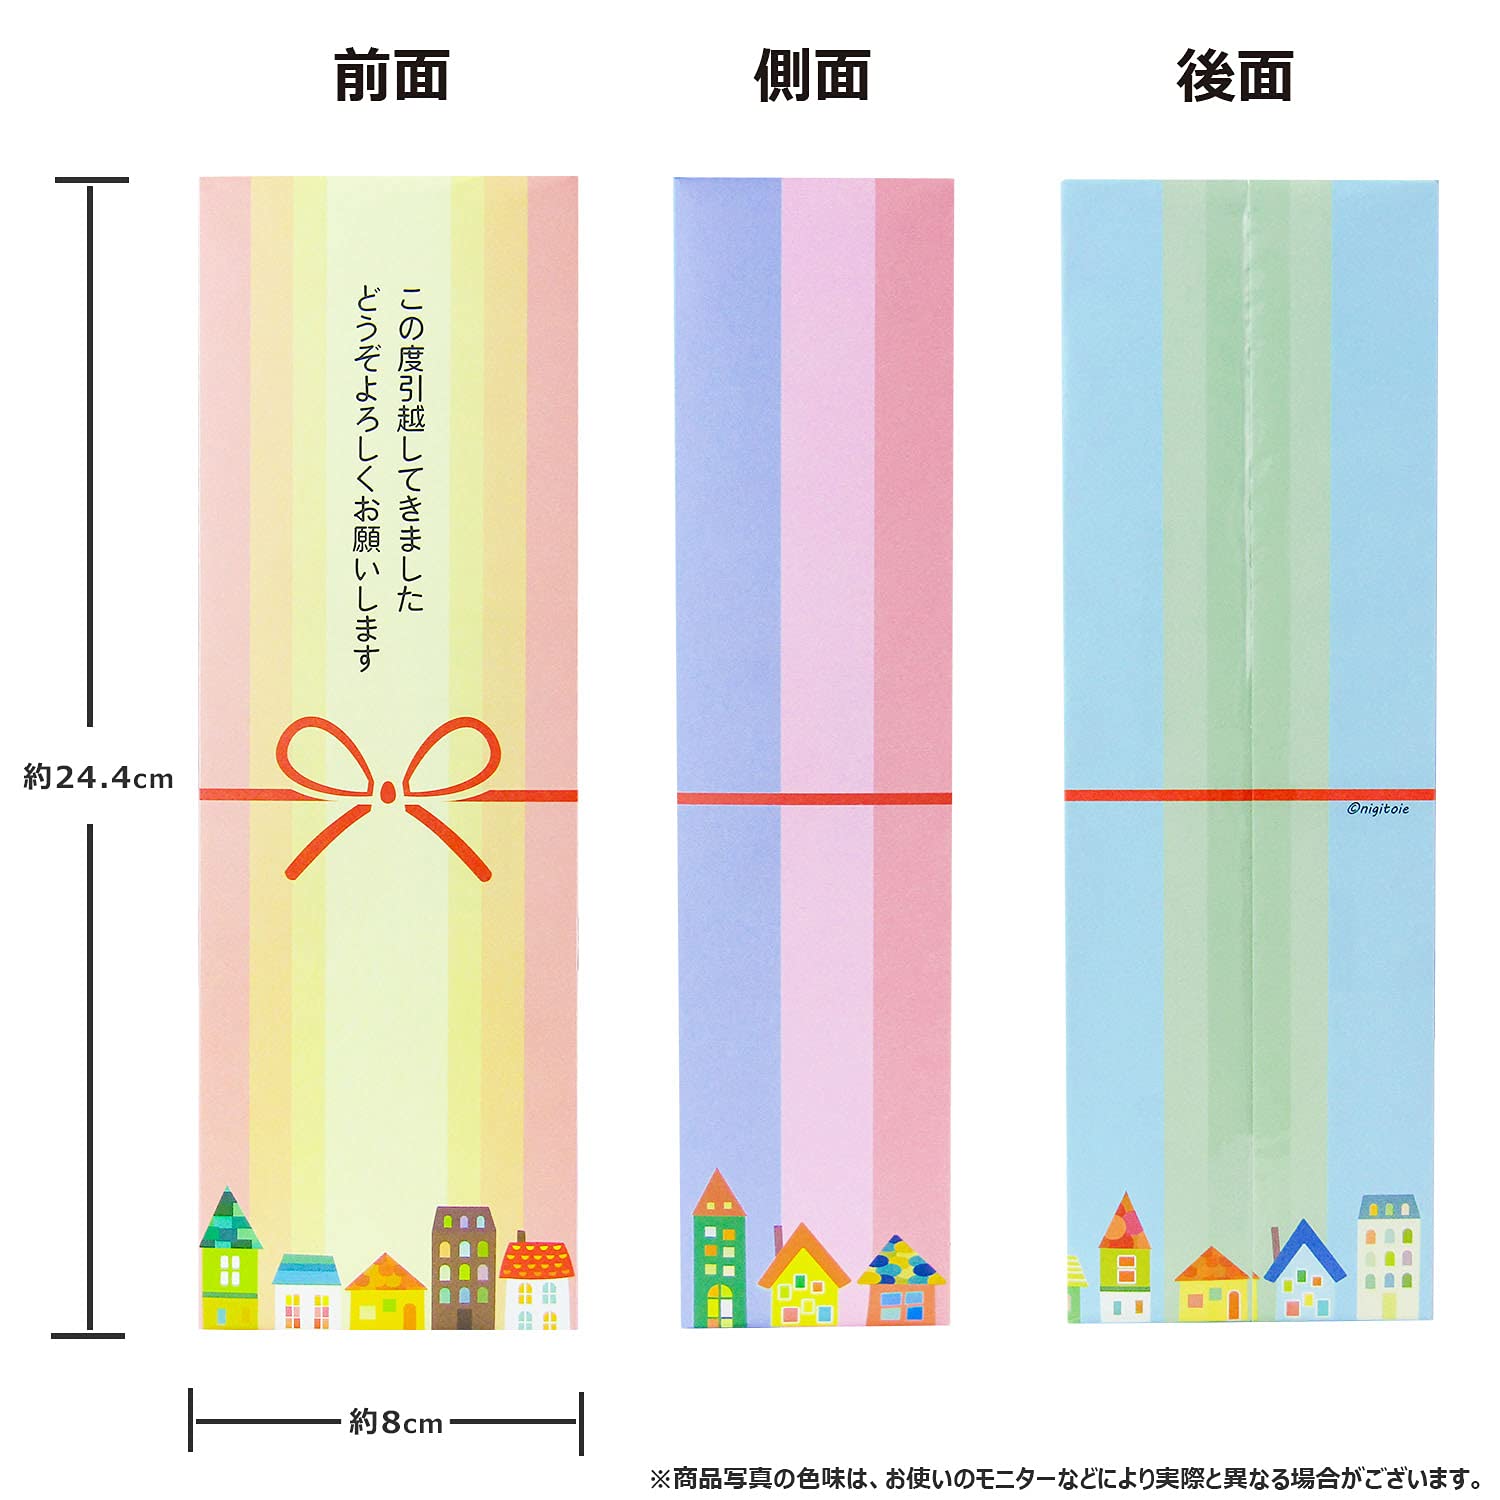 前面
側面
後面
この度引越してきました
どうぞよろしくお願いします
約24.4cm
©nigitoie
約8cm
※商品写真の色味は、お使いのモニターなどにより実際と異なる場合がございます。